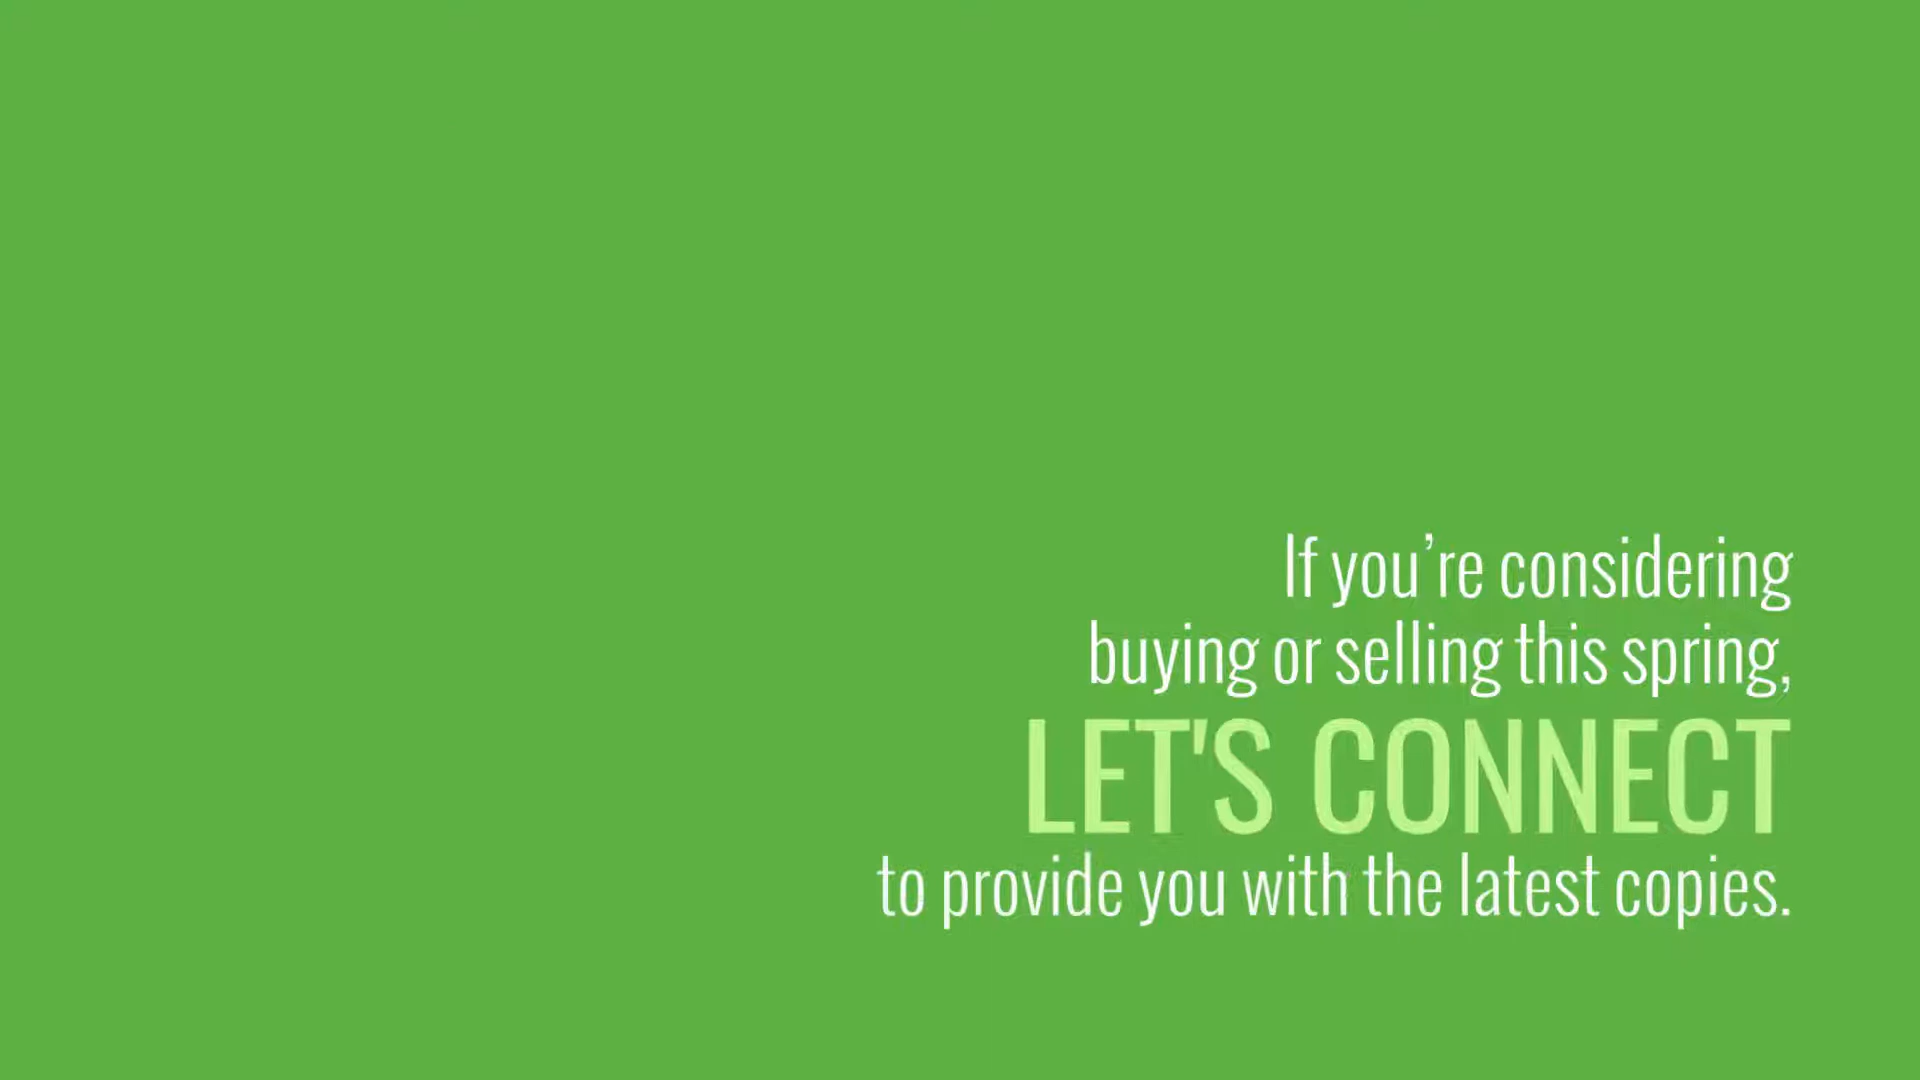 If you’re considering
buying or selling this spring,
LET'S CONNECT
to provide you with the latest copies.